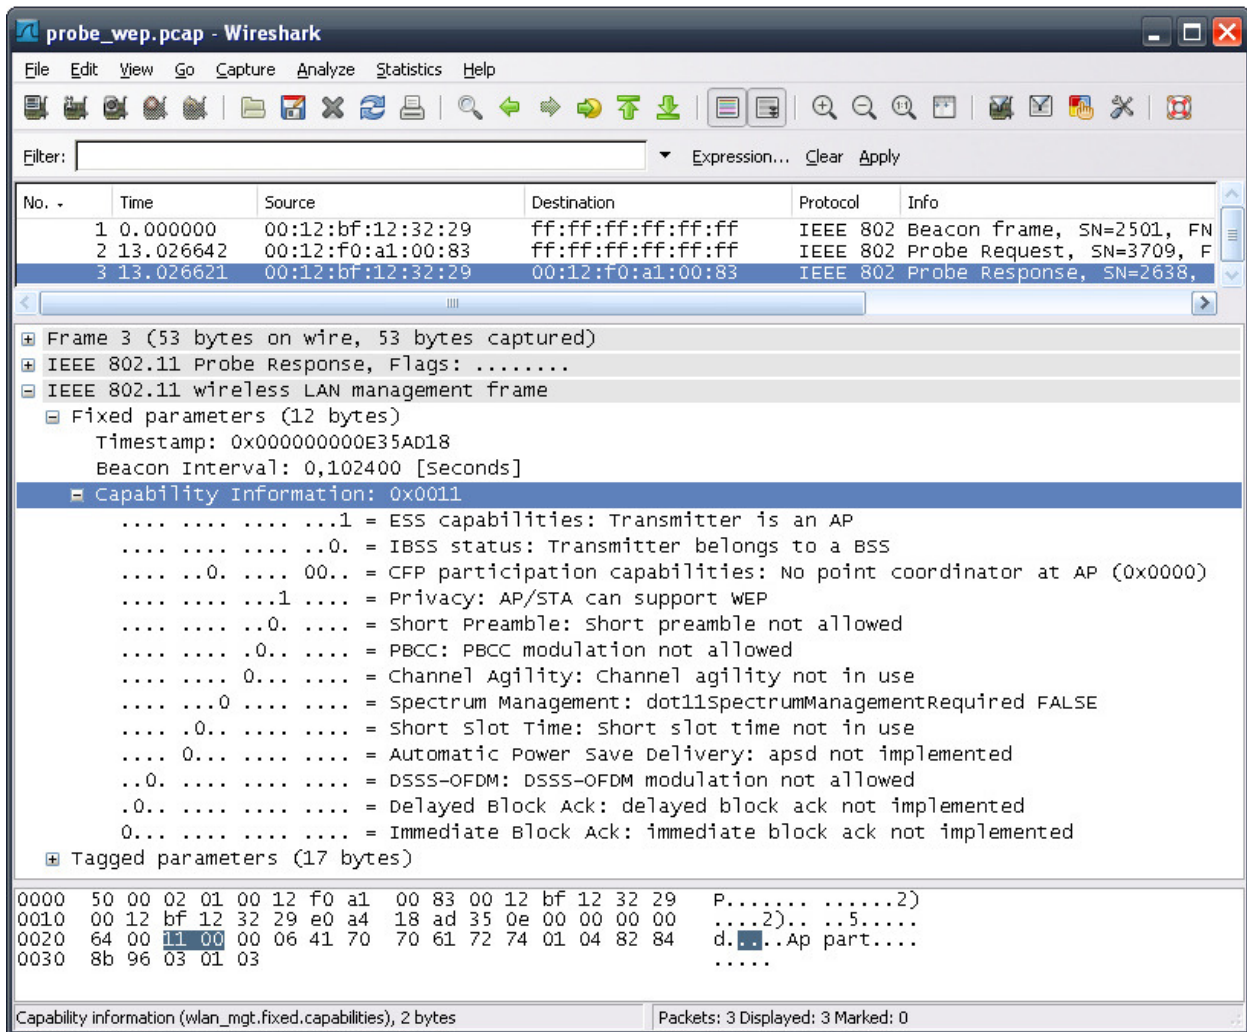 probe_wep.pcap - Wireshark
File Edit View Go Capture Analyze Statistics Help
Filter: Expression... Clear Apply
No. - Time Source Destination Protocol Info
1 0.000000 00:12:bf:12:32:29 ff:ff:ff:ff:ff:ff IEEE 802 Beacon frame, SN=2501, FN
2 13.026642 00:12:f0:a1:00:83 ff:ff:ff:ff:ff:ff IEEE 802 Probe Request, SN=3709, F
3 13.026621 00:12:bf:12:32:29 00:12:f0:a1:00:83 IEEE 802 Probe Response, SN=2638,
Frame 3 (53 bytes on wire, 53 bytes captured)
IEEE 802.11 Probe Response, Flags: ........
IEEE 802.11 wireless LAN management frame
Fixed parameters (12 bytes)
Timestamp: 0x000000000E35AD18
Beacon Interval: 0,102400 [Seconds]
Capability Information: 0x0011
.... .... .... ...1 = ESS capabilities: Transmitter is an AP
.... .... .... ..0. = IBSS status: Transmitter belongs to a BSS
.... ..0. .... 00.. = CFP participation capabilities: No point coordinator at AP (0x0000)
.... .... ...1 .... = Privacy: AP/STA can support WEP
.... .... ..0. .... = Short Preamble: Short preamble not allowed
.... .... .0.. .... = PBCC: PBCC modulation not allowed
.... .... 0... .... = Channel Agility: Channel agility not in use
.... ...0 .... .... = Spectrum Management: dot11SpectrumManagementRequired FALSE
.... .0.. .... .... = Short Slot Time: Short slot time not in use
.... 0... .... .... = Automatic Power Save Delivery: apsd not implemented
..0. .... .... .... = DSSS-OFDM: DSSS-OFDM modulation not allowed
.0.. .... .... .... = Delayed Block Ack: delayed block ack not implemented
0... .... .... .... = Immediate Block Ack: immediate block ack not implemented
Tagged parameters (17 bytes)
0000 50 00 02 01 00 12 f0 a1 00 83 00 12 bf 12 32 29 P....... ......2)
0010 00 12 bf 12 32 29 e0 a4 18 ad 35 0e 00 00 00 00 ....2).. ..5.....
0020 64 00 11 00 00 06 41 70 70 61 72 74 01 04 82 84 d.....Ap part....
0030 8b 96 03 01 03 .....
Capability information (wlan_mgt.fixed.capabilities), 2 bytes Packets: 3 Displayed: 3 Marked: 0